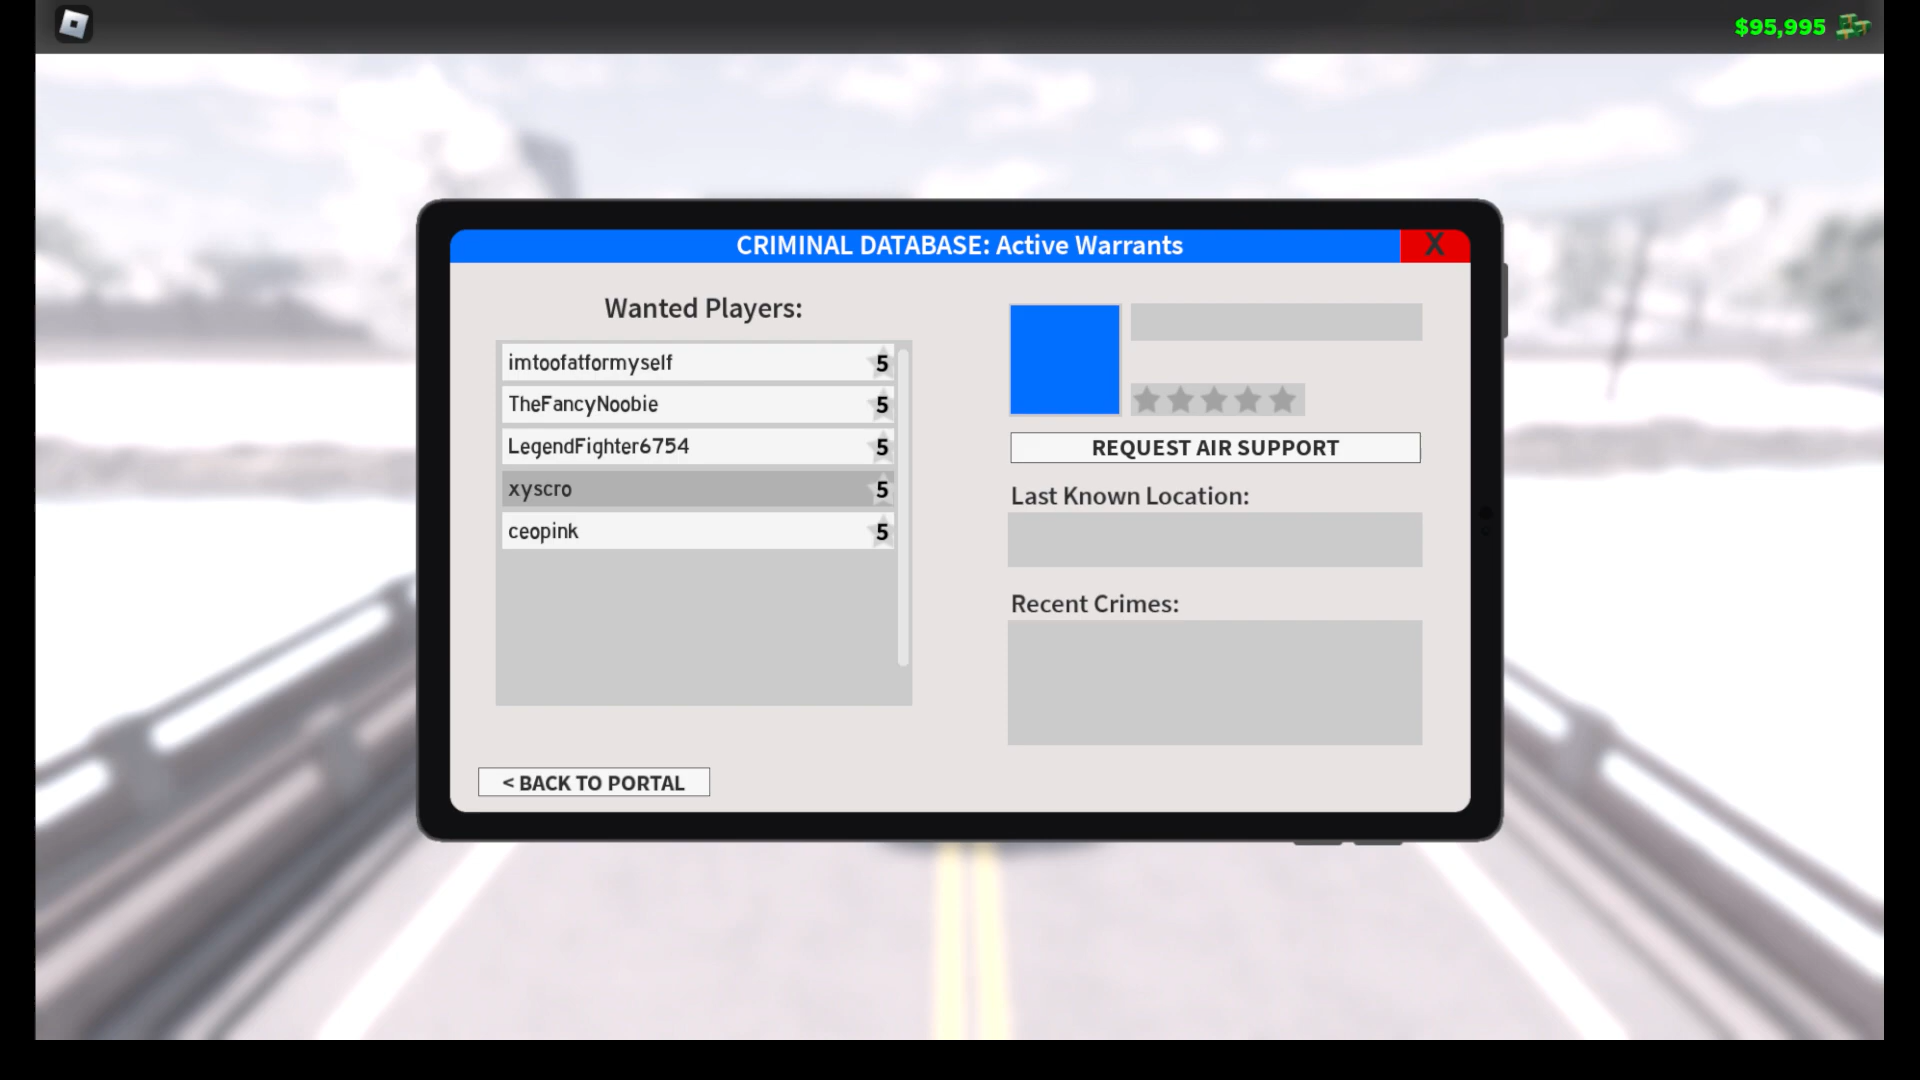 $95,995
CRIMINAL DATABASE: Active Warrants
X
Wanted Players:
imtoofatformyself 5
TheFancyNoobie 5
LegendFighter6754 5
xyscro 5
ceopink 5
REQUEST AIR SUPPORT
Last Known Location:
Recent Crimes:
< BACK TO PORTAL